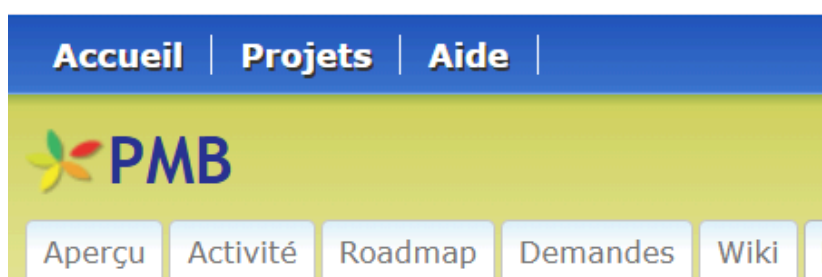 Accueil Projets Aide
PMB
Aperçu Activité Roadmap Demandes Wiki